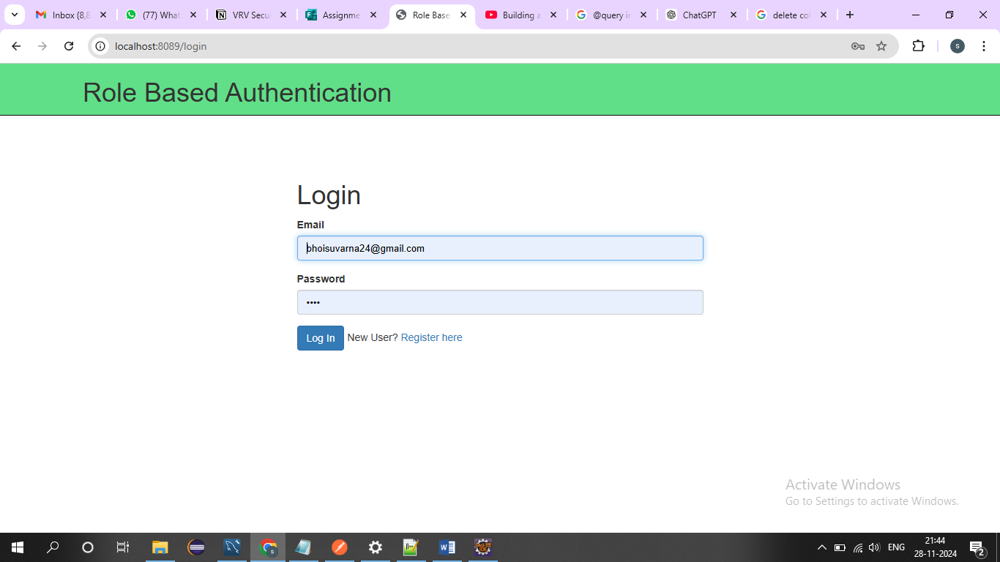 Inbox (8,8
(77) What
VRV Secu
Assignme
Role Base
Building a
@query in
ChatGPT
delete col
localhost:8089/login
S
Role Based Authentication
Login
Email
bhoisuvarna24@gmail.com
Password
••••
Log In New User? Register here
Activate Windows
Go to Settings to activate Windows.
ENG
21:44
28-11-2024
2